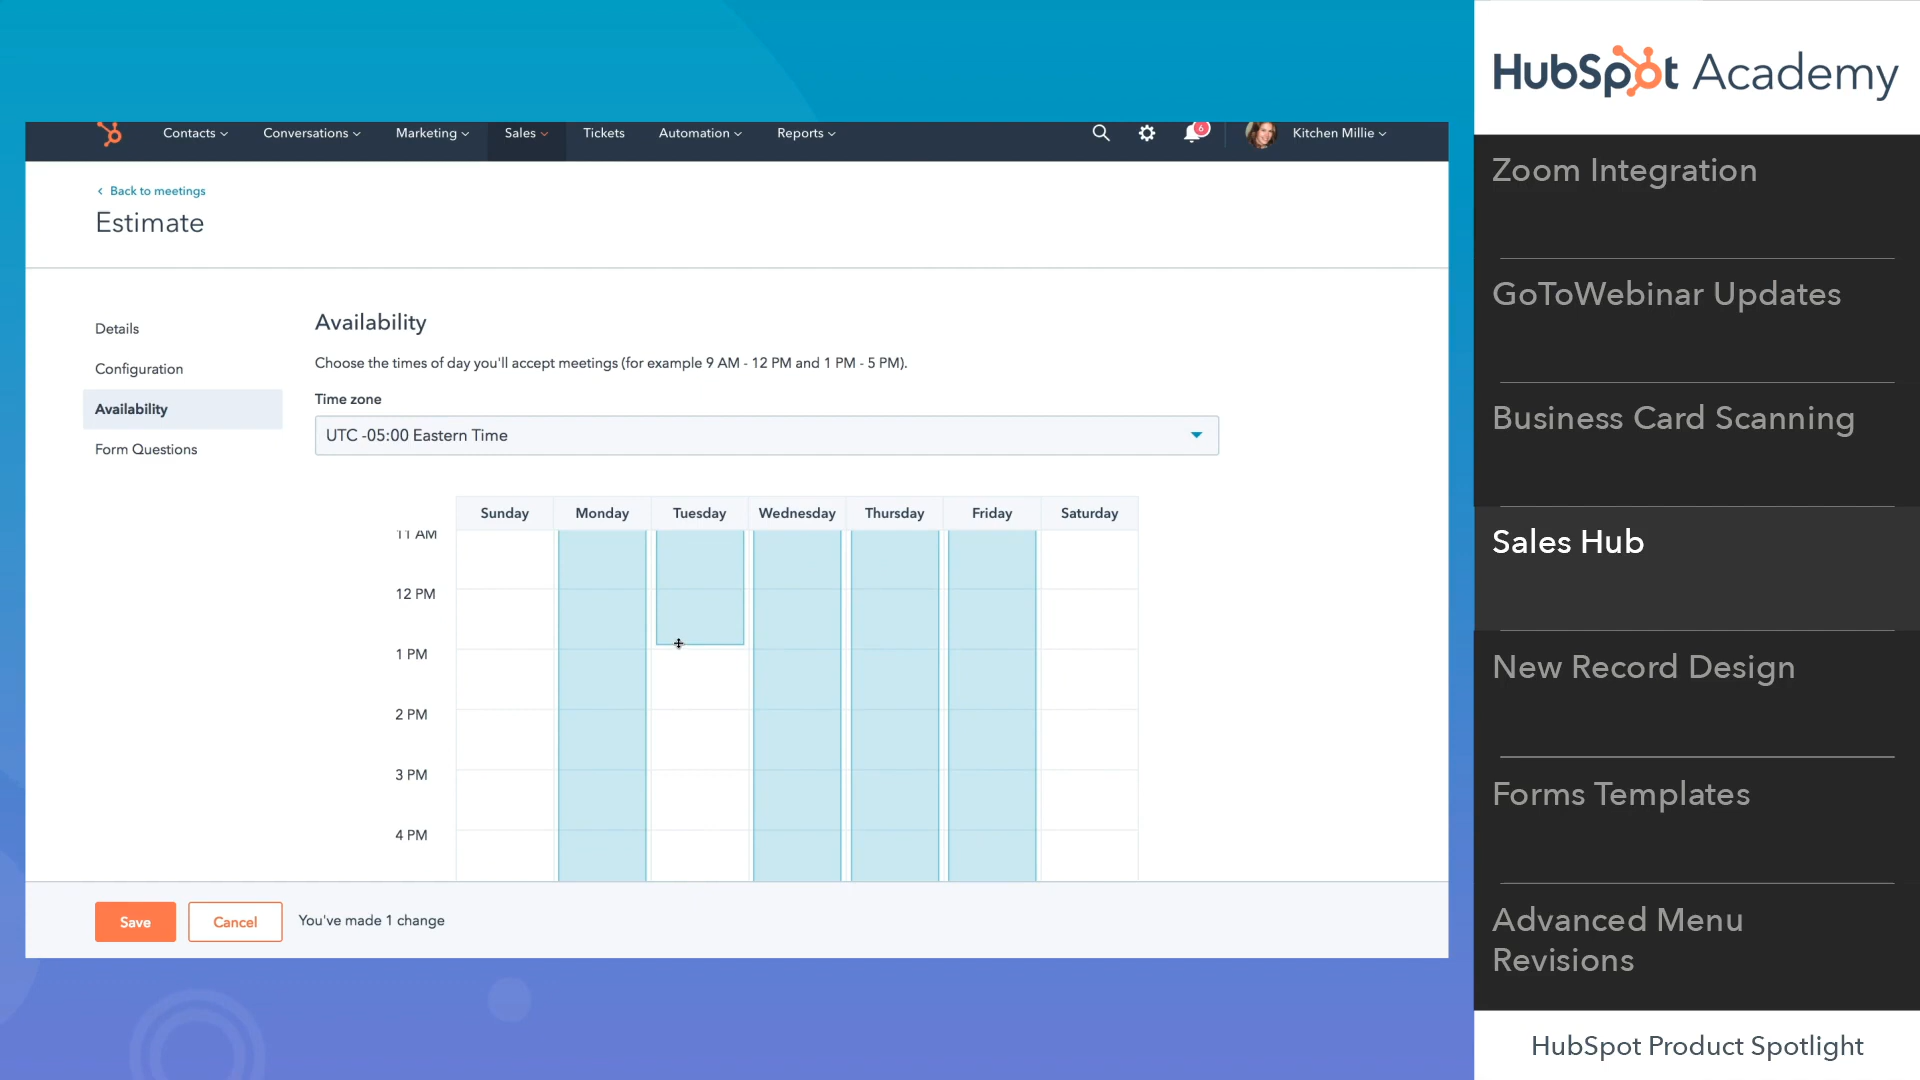 HubSpot Academy
Contacts
Conversations
Marketing
Sales
Tickets
Automation
Reports
6
Kitchen Millie
Back to meetings
Estimate
Details
Configuration
Availability
Form Questions
Availability
Choose the times of day you'll accept meetings (for example 9 AM - 12 PM and 1 PM - 5 PM).
Time zone
UTC -05:00 Eastern Time
Sunday Monday Tuesday Wednesday Thursday Friday Saturday
11 AM
12 PM
1 PM
2 PM
3 PM
4 PM
Save
Cancel
You've made 1 change
Zoom Integration
GoToWebinar Updates
Business Card Scanning
Sales Hub
New Record Design
Forms Templates
Advanced Menu
Revisions
HubSpot Product Spotlight